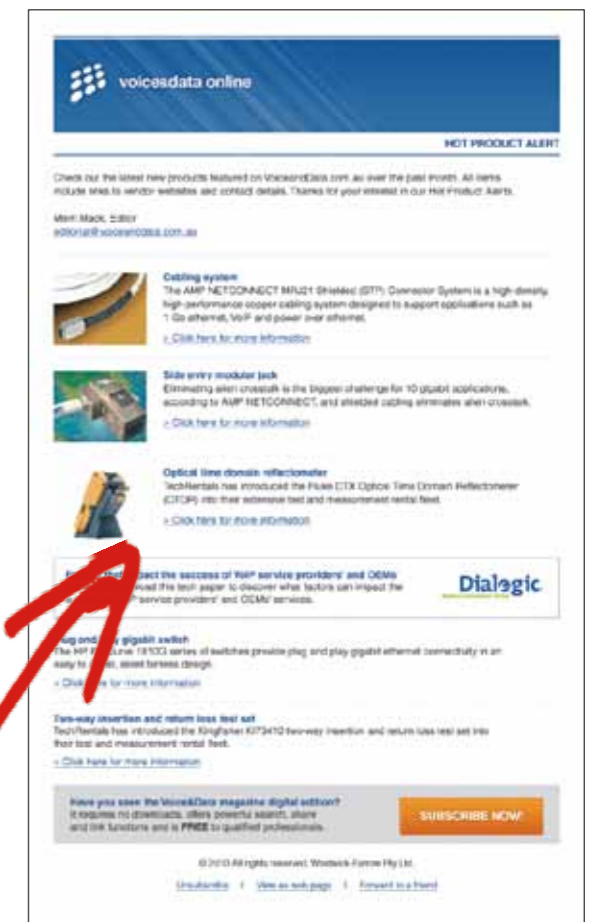 voicesdata online
HOT PRODUCT ALERT
Check out the latest new products featured on VoiceandData.com.au over the past month. All items
include links to vendor websites and contact details. Thanks for your interest in our Hot Product Alerts.
Mack, Editor
editorial@voiceanddata.com.au
Cabling system
The AMP NETCONNECT MRJ21 Shielded (STP) Connector System is a high-density,
high-performance copper cabling system designed to support applications such as
1 Gb ethernet, VoIP and power over ethernet.
> Click here for more information
Side entry modular jack
Eliminating alien crosstalk is the biggest challenge for 10 gigabit applications,
according to AMP NETCONNECT, and shielded cabling eliminates alien crosstalk.
> Click here for more information
Optical time domain reflectometer
TechRentals has introduced the Fluke CTX Optical Time Domain Reflectometer
(OTDR) into their extensive test and measurement rental fleet.
> Click here for more information
the success of VoIP service providers' and OEMs
this tech paper to discover what factors can impact the
service providers' and OEMs' services.
Dialogic
Plug and play gigabit switch
The HP series of switches provide plug and play gigabit ethernet connectivity in an
easy to fanless design.
> Click here for more information
Two-way insertion and return loss test set
TechRentals has introduced the Kingfisher KI73410 two-way insertion and return loss test set into
their test and measurement rental fleet.
> Click here for more information
Have you seen the Voice&Data magazine digital edition?
It requires no downloads, offers powerful search, share
and link functions and is FREE to qualified professionals.
SUBSCRIBE NOW!
© 2010 All rights reserved, Westwick-Farrow Pty Ltd.
Unsubscribe | View as web page | Forward to a friend